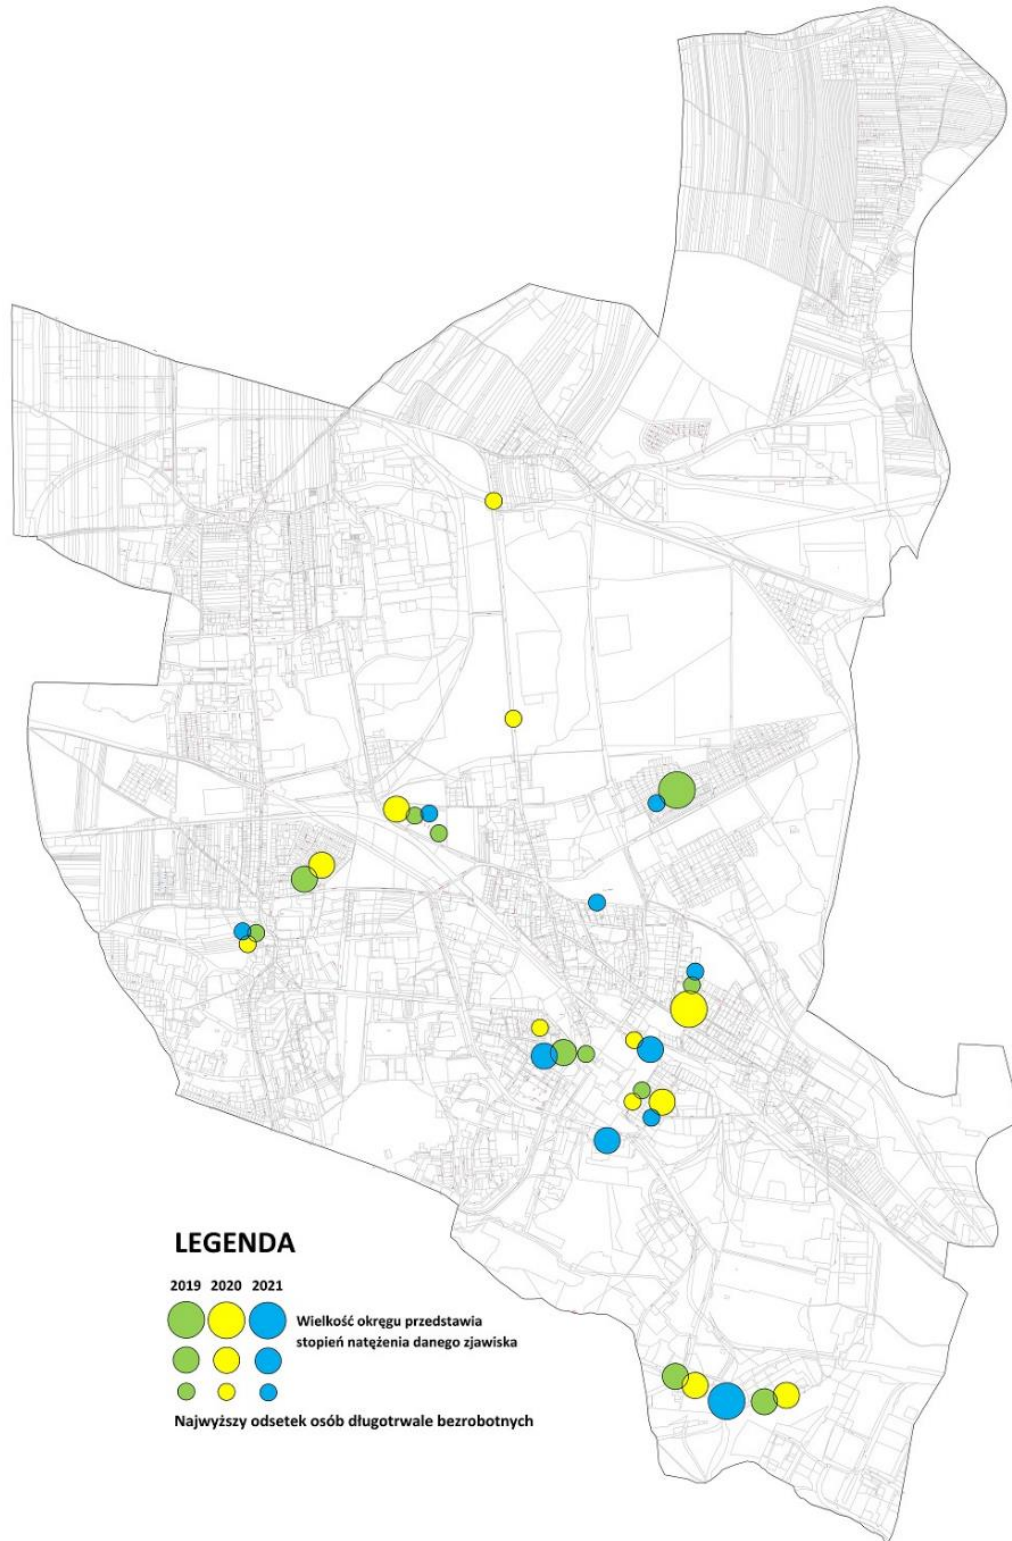 LEGENDA
2019 2020 2021
Wielkość okręgu przedstawia
stopień natężenia danego zjawiska
Najwyższy odsetek osób długotrwale bezrobotnych